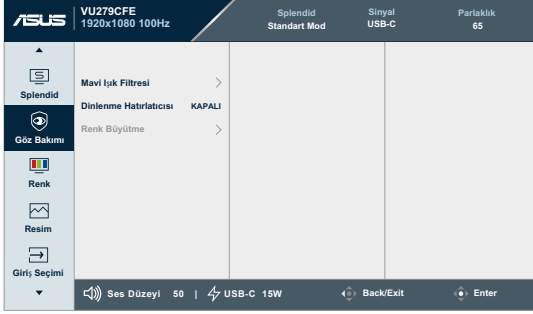 ASUS
VU279CFE
1920x1080 100Hz
Splendid
Standart Mod
Sinyal
USB-C
Parlaklık
65
Splendid
Göz Bakımı
Renk
Resim
Giriş Seçimi
Mavi Işık Filtresi
Dinlenme Hatırlatıcısı KAPALI
Renk Büyütme
Ses Düzeyi 50 | USB-C 15W Back/Exit Enter